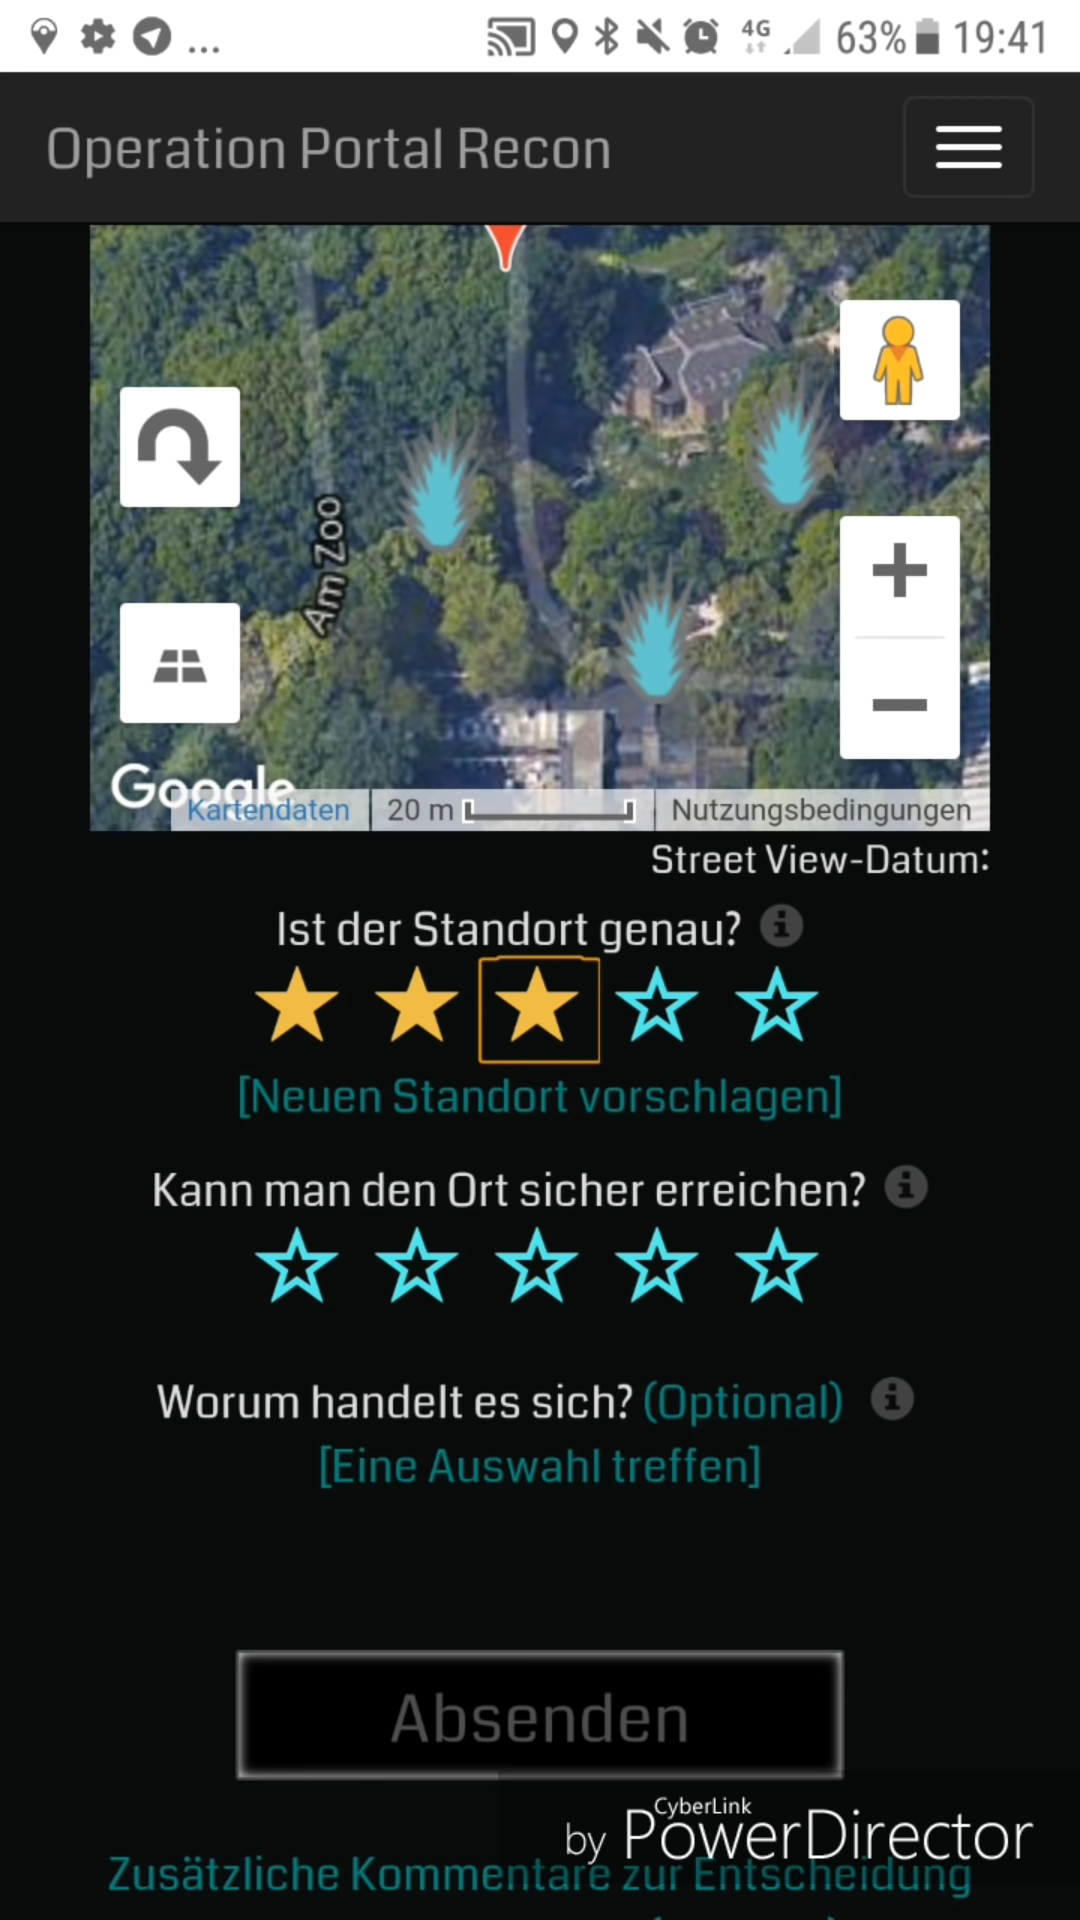 ... 4G 63% 19:41
Operation Portal Recon
Am Zoo
Google
Kartendaten 20 m Nutzungsbedingungen
Street View-Datum:
Ist der Standort genau?
[Neuen Standort vorschlagen]
Kann man den Ort sicher erreichen?
Worum handelt es sich? (Optional)
[Eine Auswahl treffen]
Absenden
CyberLink
by PowerDirector
Zusätzliche Kommentare zur Entscheidung